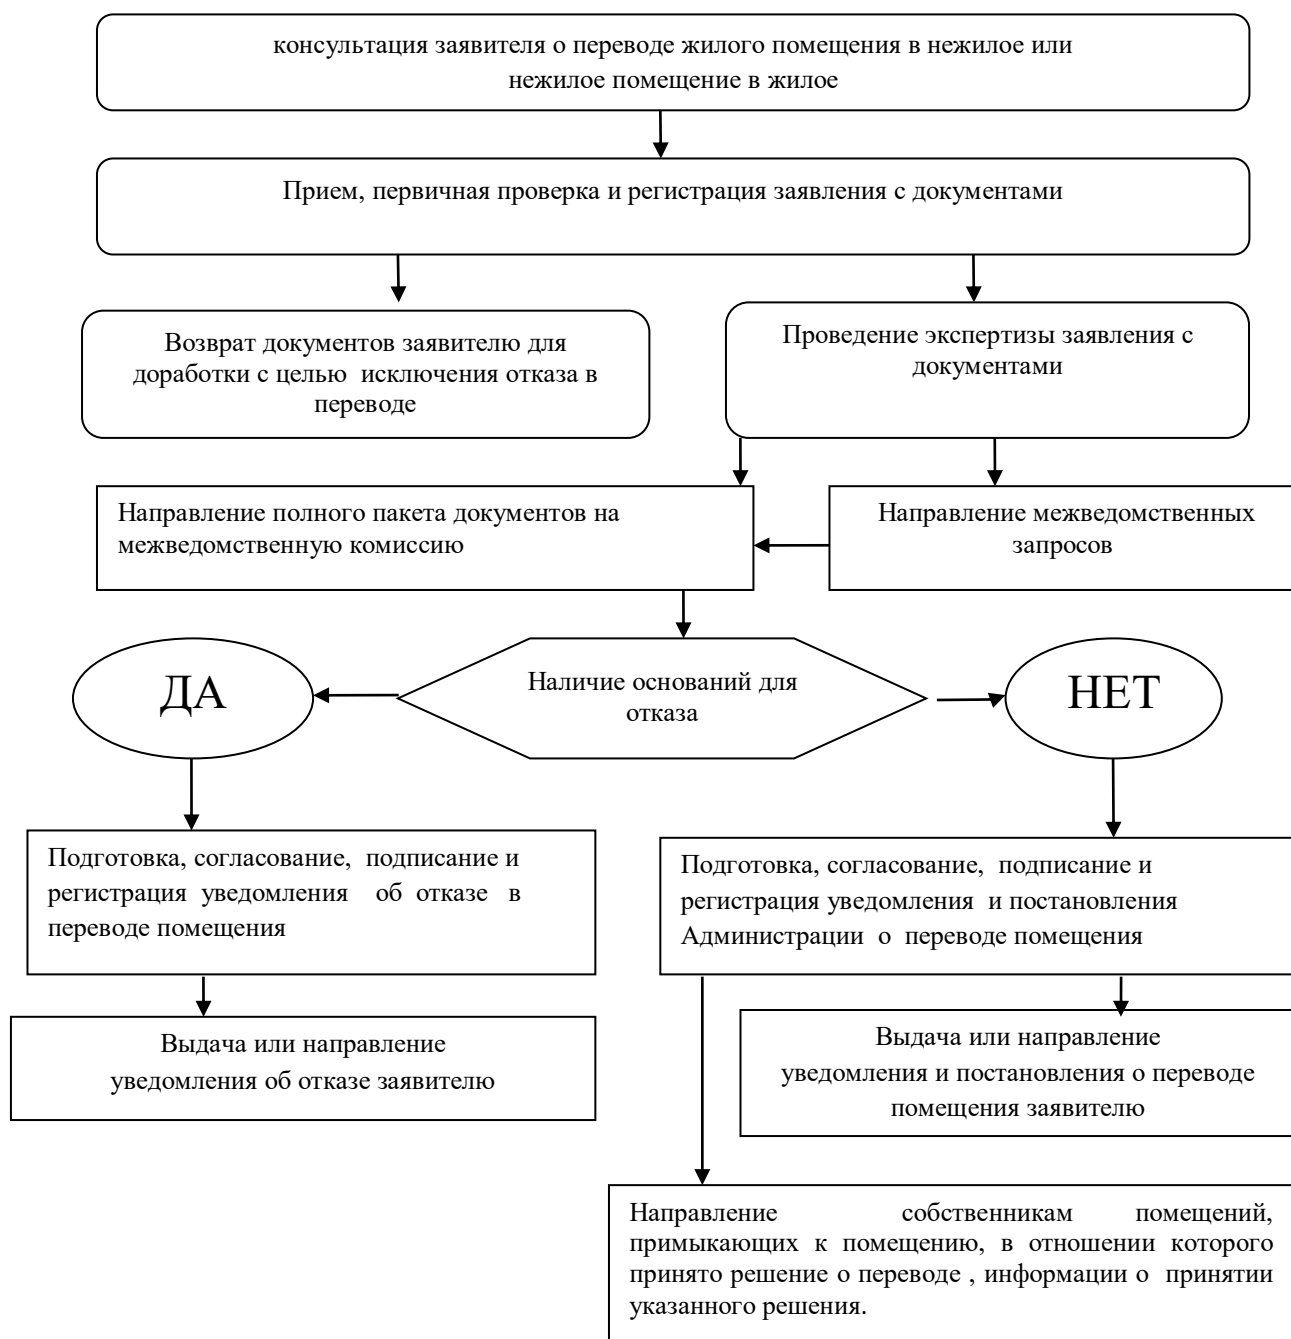 консультация заявителя о переводе жилого помещения в нежилое или
нежилое помещение в жилое
Прием, первичная проверка и регистрация заявления с документами
Возврат документов заявителю для
доработки с целью исключения отказа в
переводе
Проведение экспертизы заявления с
документами
Направление полного пакета документов на
межведомственную комиссию
Направление межведомственных
запросов
ДА
Наличие оснований для
отказа
НЕТ
Подготовка, согласование, подписание и
регистрация уведомления об отказе в
переводе помещения
Подготовка, согласование, подписание и
регистрация уведомления и постановления
Администрации о переводе помещения
Выдача или направление
уведомления об отказе заявителю
Выдача или направление
уведомления и постановления о переводе
помещения заявителю
Направление собственникам помещений,
примыкающих к помещению, в отношении которого
принято решение о переводе , информации о принятии
указанного решения.